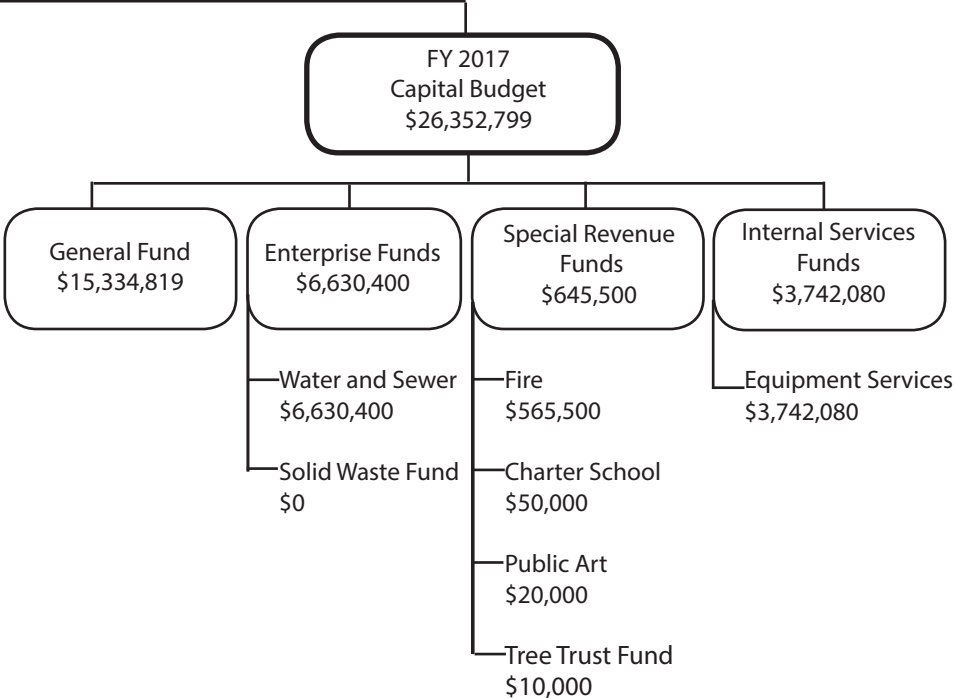 FY 2017
Capital Budget
$26,352,799
General Fund
$15,334,819
Enterprise Funds
$6,630,400
Special Revenue
Funds
$645,500
Internal Services
Funds
$3,742,080
Water and Sewer
$6,630,400
Solid Waste Fund
$0
Fire
$565,500
Charter School
$50,000
Public Art
$20,000
Tree Trust Fund
$10,000
Equipment Services
$3,742,080